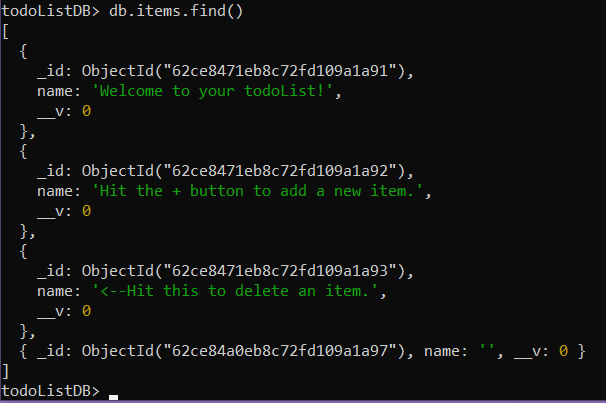 todoListDB> db.items.find()
[
  {
    _id: ObjectId("62ce8471eb8c72fd109a1a91"),
    name: 'Welcome to your todoList!',
    __v: 0
  },
  {
    _id: ObjectId("62ce8471eb8c72fd109a1a92"),
    name: 'Hit the + button to add a new item.',
    __v: 0
  },
  {
    _id: ObjectId("62ce8471eb8c72fd109a1a93"),
    name: '<--Hit this to delete an item.',
    __v: 0
  },
  { _id: ObjectId("62ce84a0eb8c72fd109a1a97"), name: '', __v: 0 }
]
todoListDB>